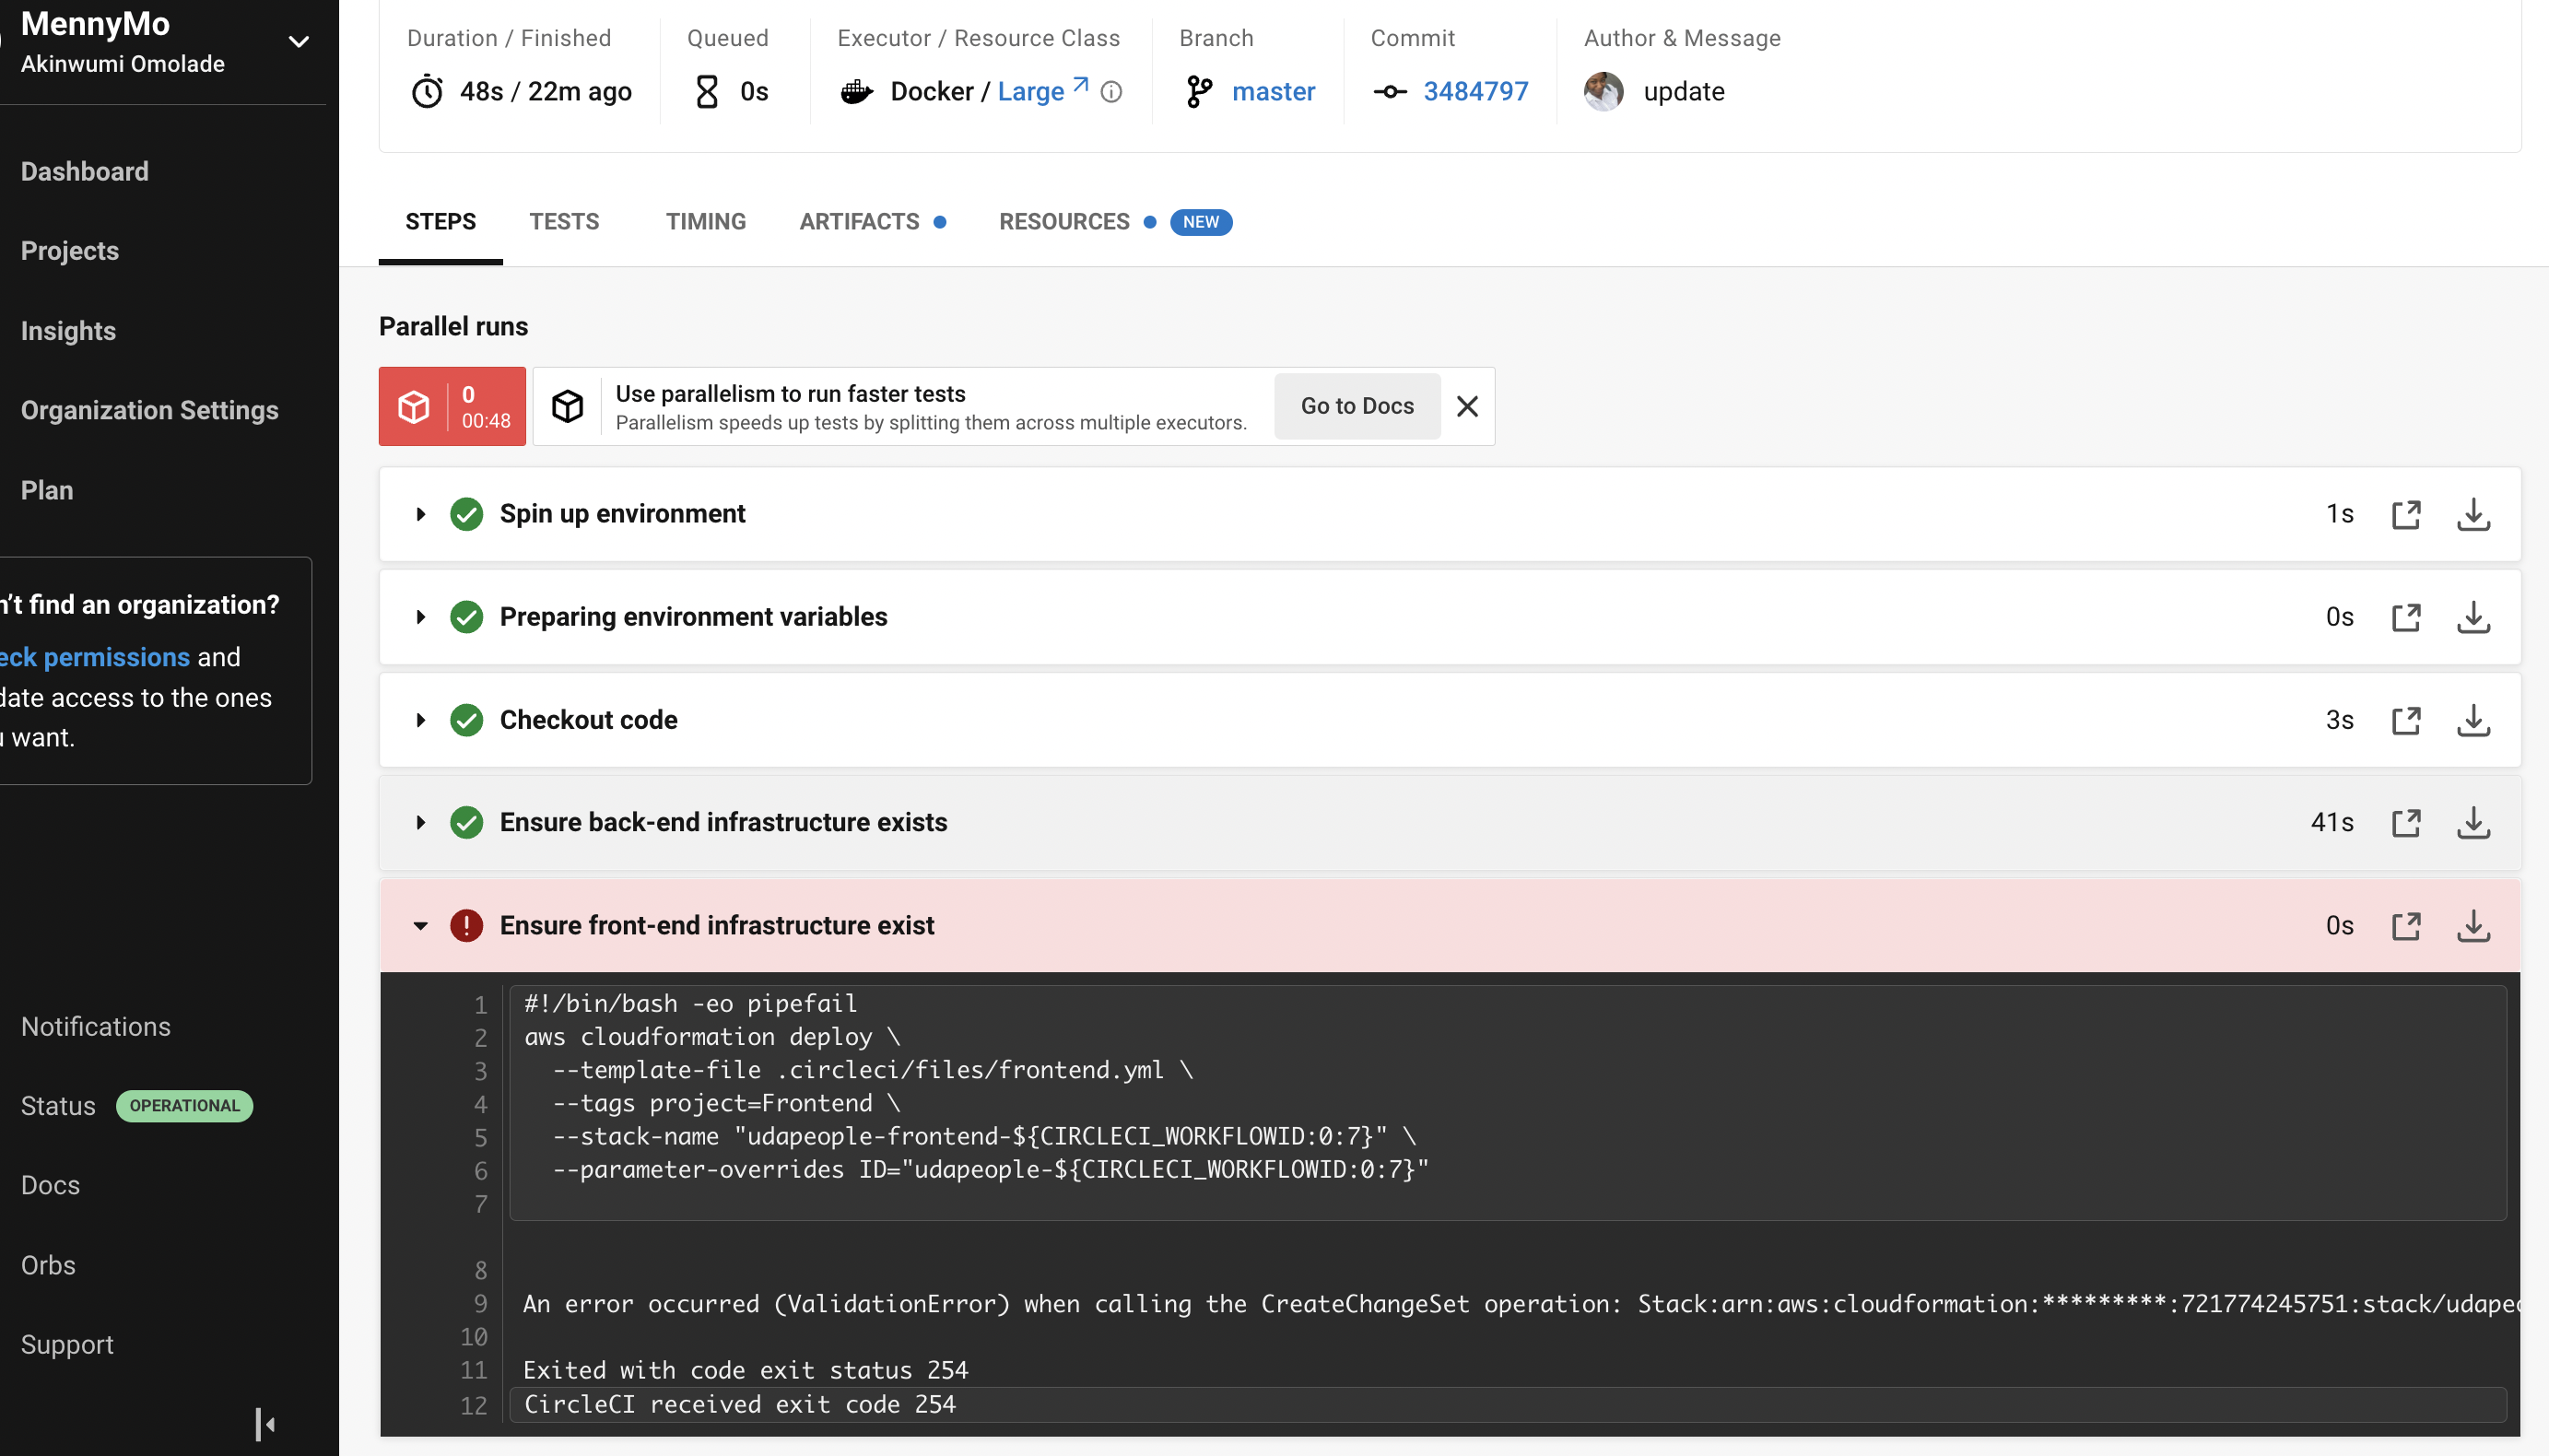 MennyMo
Akinwumi Omolade
Dashboard
Projects
Insights
Organization Settings
Plan
n't find an organization?
eck permissions and
date access to the ones
u want.
Notifications
Status OPERATIONAL
Docs
Orbs
Support
Duration / Finished
48s / 22m ago
Queued
0s
Executor / Resource Class
Docker / Large
Branch
master
Commit
3484797
Author & Message
update
STEPS TESTS TIMING ARTIFACTS RESOURCES NEW
Parallel runs
0
00:48
Use parallelism to run faster tests
Parallelism speeds up tests by splitting them across multiple executors.
Go to Docs
Spin up environment 1s
Preparing environment variables 0s
Checkout code 3s
Ensure back-end infrastructure exists 41s
Ensure front-end infrastructure exist 0s
1 #!/bin/bash -eo pipefail
2 aws cloudformation deploy \
3 --template-file .circleci/files/frontend.yml \
4 --tags project=Frontend \
5 --stack-name "udapeople-frontend-${CIRCLECI_WORKFLOWID:0:7}" \
6 --parameter-overrides ID="udapeople-${CIRCLECI_WORKFLOWID:0:7}"
7
8
9 An error occurred (ValidationError) when calling the CreateChangeSet operation: Stack:arn:aws:cloudformation:*********:721774245751:stack/udapeo
10
11 Exited with code exit status 254
12 CircleCI received exit code 254